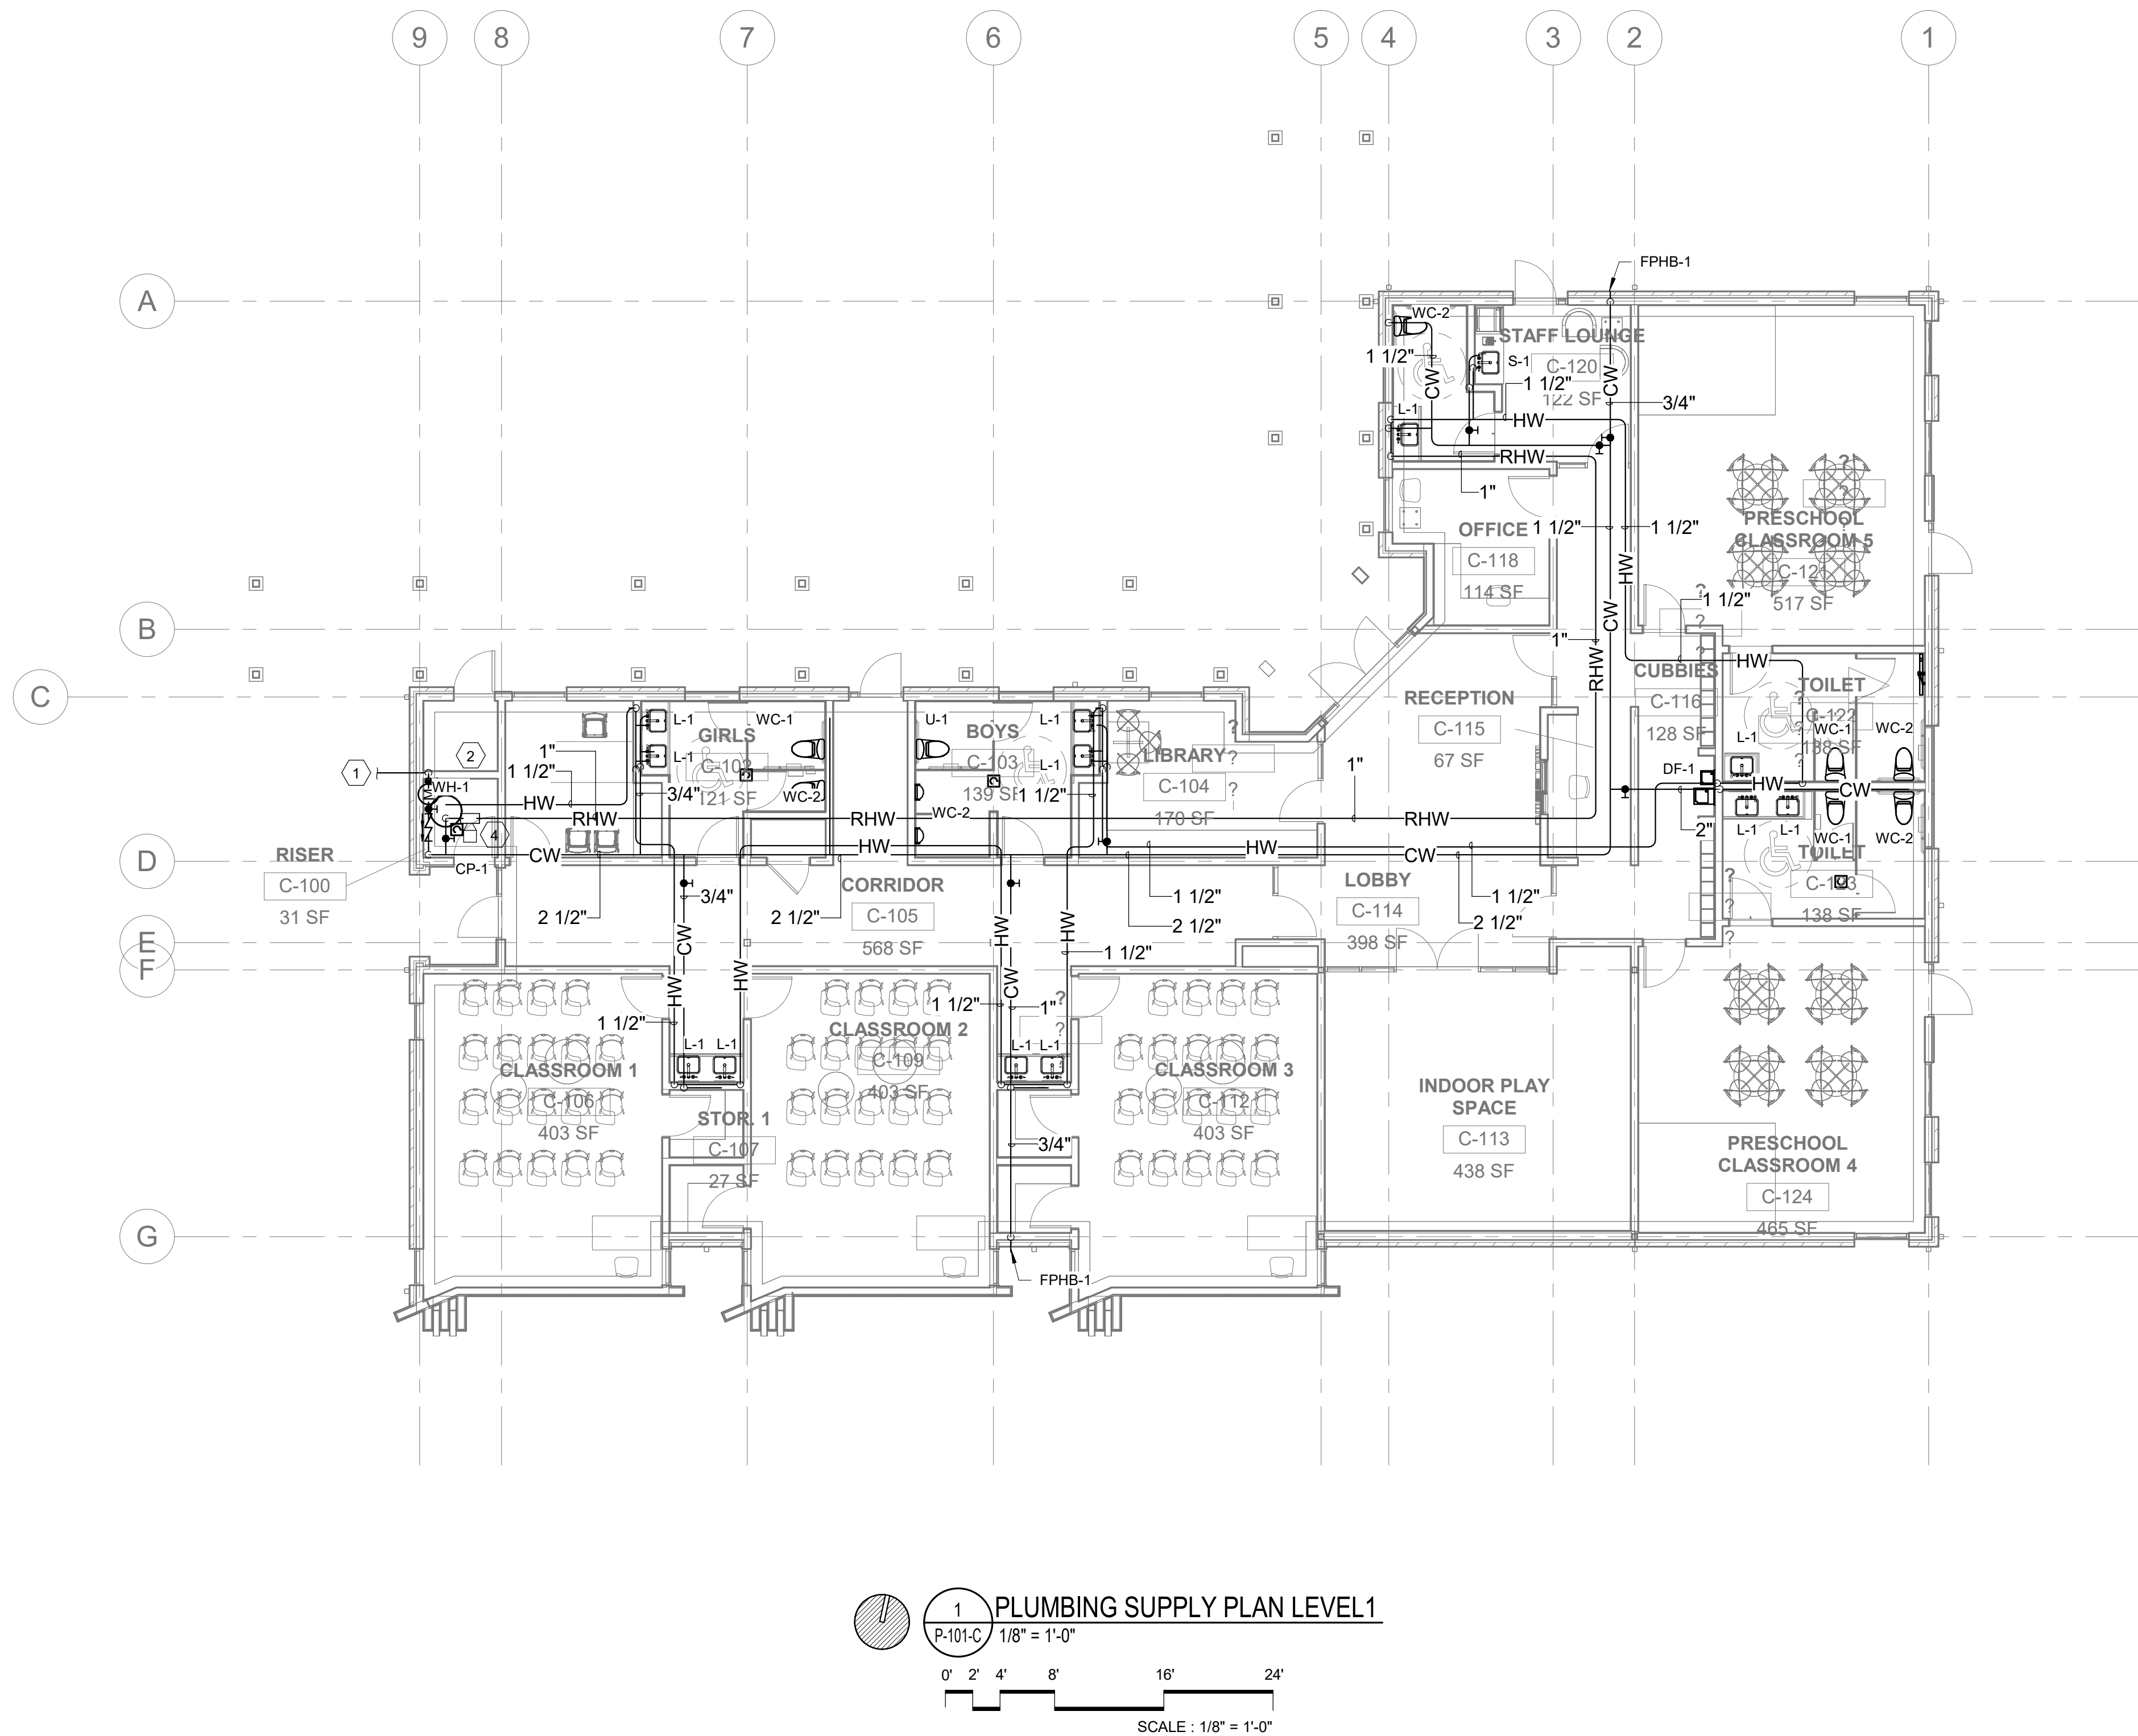 9 8 7 6 5 4 3 2 1
A
FPHB-1
WC-2
STAFF LOUNGE
C-120
122 SF
S-1
1 1/2"
CW
1 1/2"
CW
3/4"
L-1
HW
RHW
1"
OFFICE
C-118
114 SF
1 1/2"
1 1/2"
HW
CW
?
?
?
PRESCHOOL
CLASSROOM 5
C-121
517 SF
B
?
?
?
1 1/2"
1"
RHW
HW
C
RECEPTION
C-115
67 SF
CUBBIES
C-116
128 SF
TOILET
C-122
138 SF
?
?
?
L-1
WC-1
WC-2
DF-1
HW
CW
2"
L-1
L-1
WC-1
WC-2
TOILET
C-123
138 SF
?
?
?
1
2
WH-1
4
CP-1
1"
1 1/2"
HW
RHW
CW
L-1
L-1
GIRLS
C-102
121 SF
WC-1
WC-2
3/4"
RHW
HW
U-1
BOYS
C-103
139 SF
WC-2
L-1
L-1
1 1/2"
LIBRARY
C-104
170 SF
?
?
?
1"
RHW
HW
CW
D
RISER
C-100
31 SF
2 1/2"
3/4"
2 1/2"
CORRIDOR
C-105
568 SF
1 1/2"
2 1/2"
LOBBY
C-114
398 SF
1 1/2"
2 1/2"
E
F
CW
HW
HW
HW
CW
HW
1 1/2"
1 1/2"
1 1/2"
1"
?
?
L-1
L-1
L-1
L-1
CLASSROOM 1
C-106
403 SF
STOR. 1
C-107
27 SF
CLASSROOM 2
C-109
403 SF
3/4"
CLASSROOM 3
C-112
403 SF
INDOOR PLAY
SPACE
C-113
438 SF
PRESCHOOL
CLASSROOM 4
C-124
465 SF
G
FPHB-1
1
P-101-C
PLUMBING SUPPLY PLAN LEVEL1
1/8" = 1'-0"
0' 2' 4' 8' 16' 24'
SCALE : 1/8" = 1'-0"